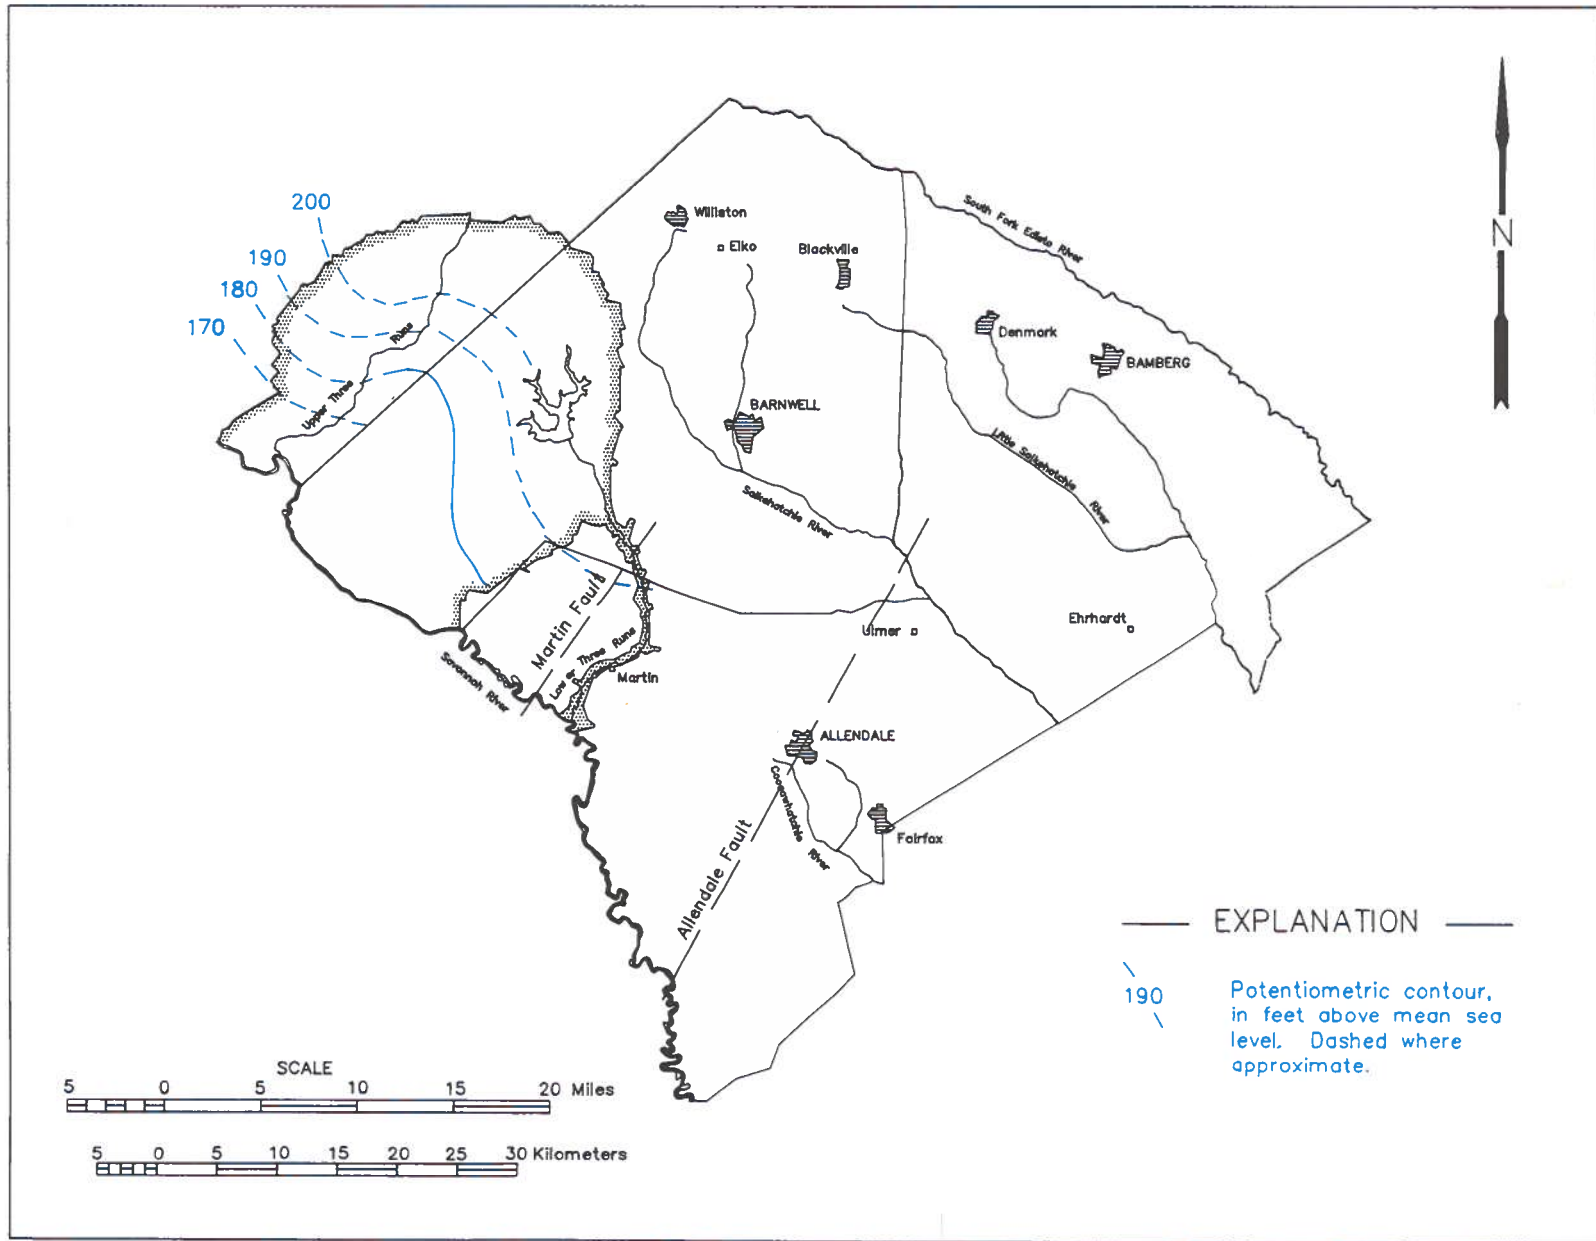 N
South Fork Edisto River
Williston
Elko
Blackville
200
190
180
170
Denmark
BAMBERG
Upper Three Runs
BARNWELL
Little Salkehatchie River
Salkehatchie River
Martin Fault
Ulmer
Ehrhardt
Lower Three Runs
Martin
Savannah River
ALLENDALE
Coosawhatchie River
Fairfax
Allendale Fault
EXPLANATION
190
Potentiometric contour,
in feet above mean sea
level. Dashed where
approximate.
SCALE
5 0 5 10 15 20 Miles
5 0 5 10 15 20 25 30 Kilometers